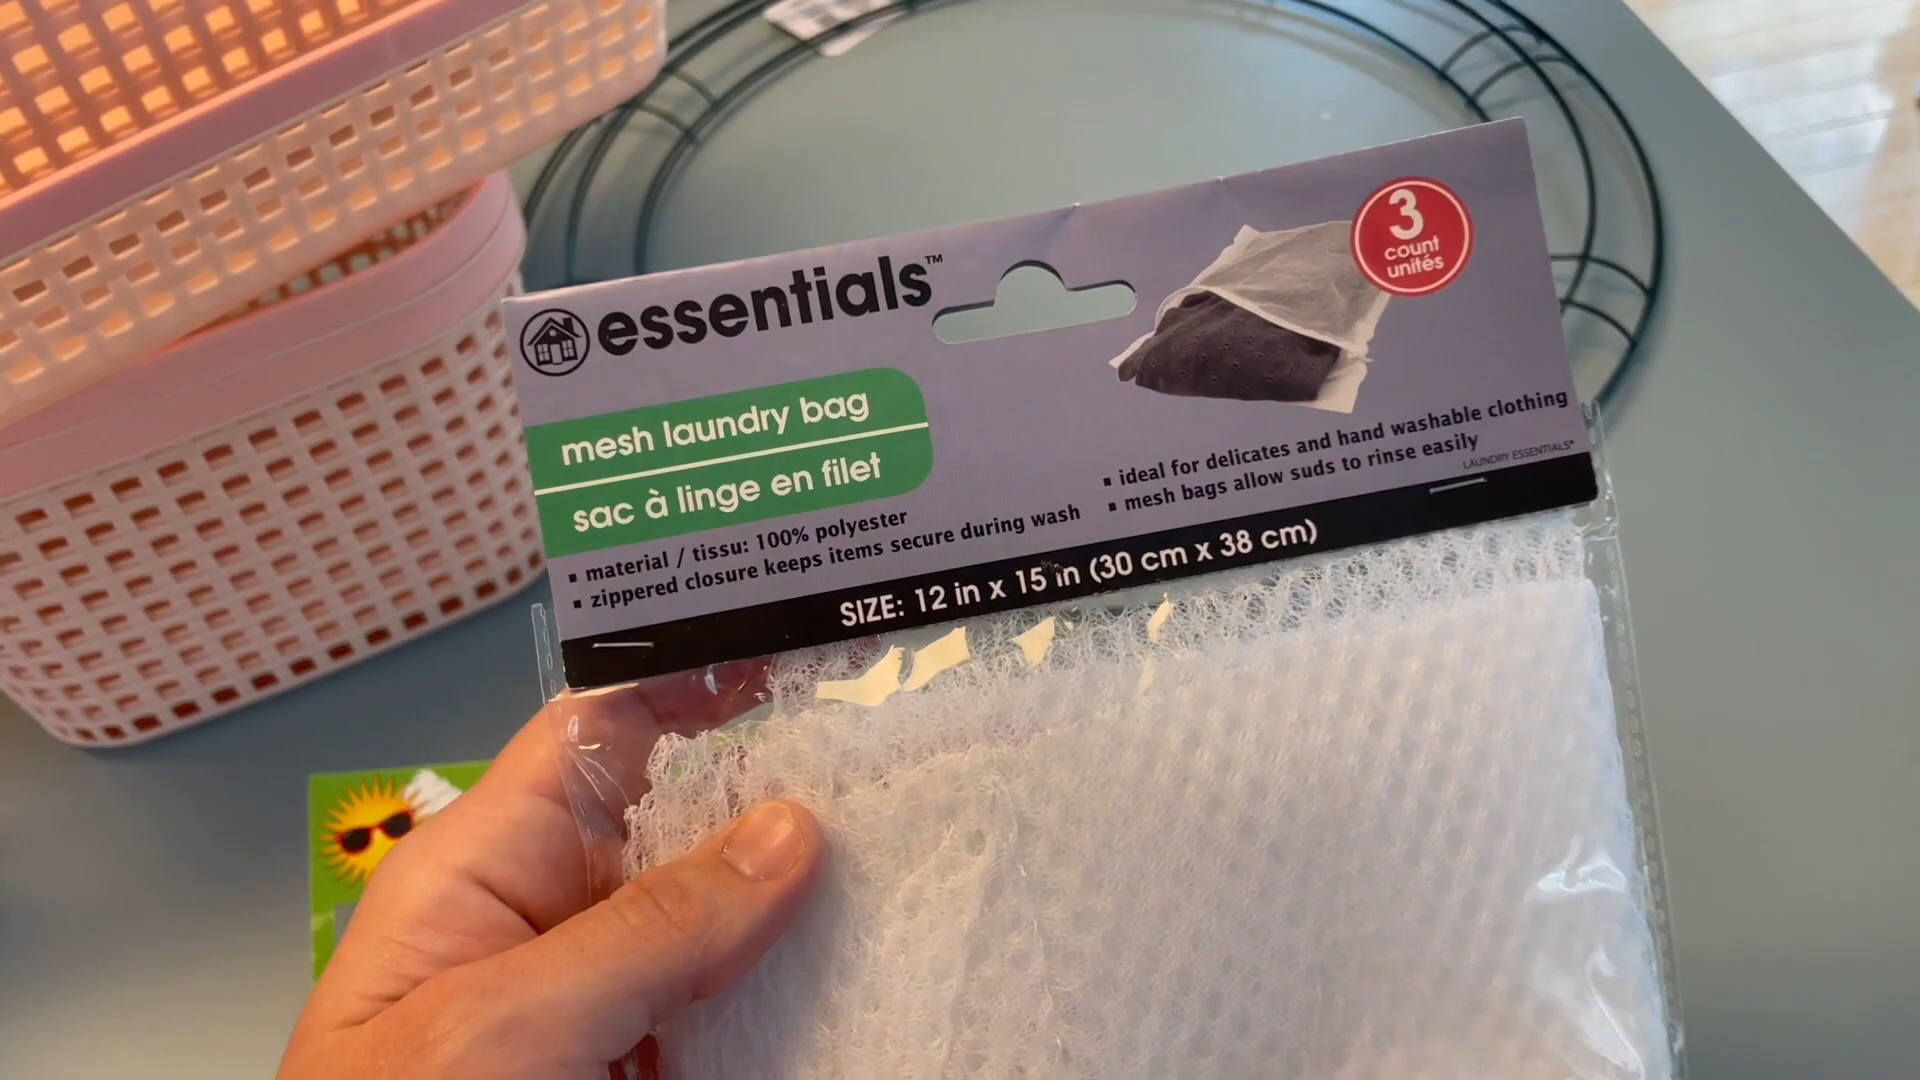 essentials™
3
count
unités
mesh laundry bag
sac à linge en filet
▪ material / tissu: 100% polyester
▪ zippered closure keeps items secure during wash
▪ ideal for delicates and hand washable clothing
▪ mesh bags allow suds to rinse easily
LAUNDRY ESSENTIALS*
SIZE: 12 in x 15 in (30 cm x 38 cm)